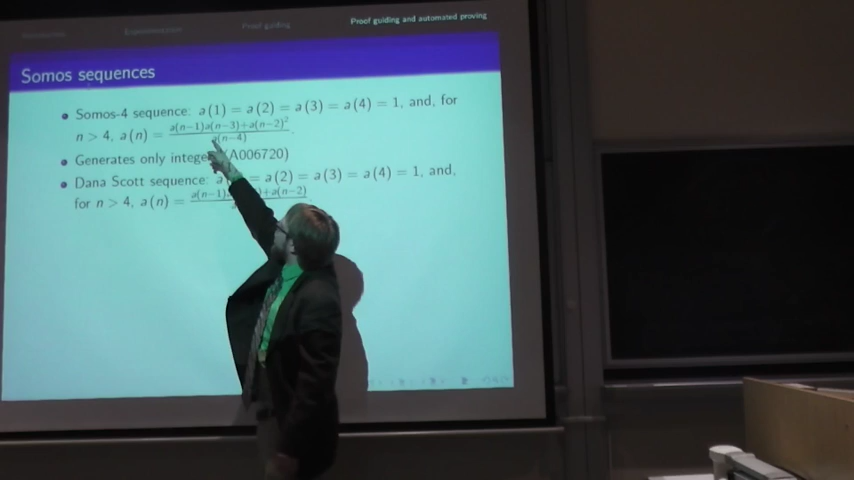 Proof guiding
Proof guiding and automated proving
Somos sequences
• Somos-4 sequence: a(1) = a(2) = a(3) = a(4) = 1, and, for
n > 4, a(n) = a(n−1)a(n−3)+a(n−2)² / a(n−4).
• Generates only (A006720)
• Dana Scott sequence: = a(2) = a(3) = a(4) = 1, and,
for n > 4, a(n) = a(n−1) +a(n−2)